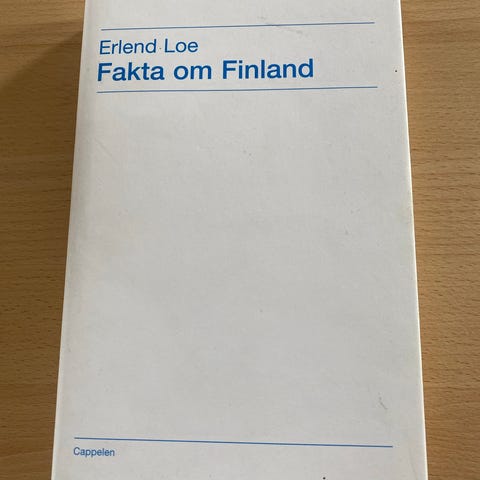 Erlend Loe
Fakta om Finland
Cappelen